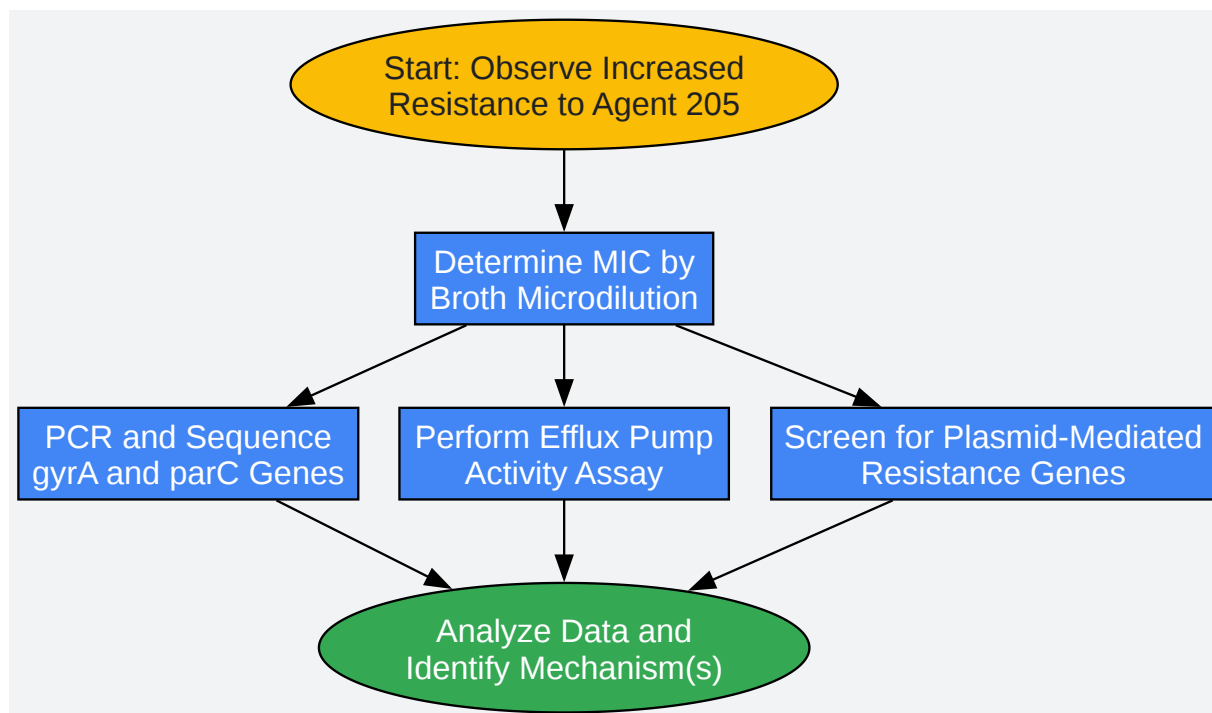 Start: Observe Increased
Resistance to Agent 205
Determine MIC by
Broth Microdilution
PCR and Sequence
gyrA and parC Genes
Perform Efflux Pump
Activity Assay
Screen for Plasmid-Mediated
Resistance Genes
Analyze Data and
Identify Mechanism(s)